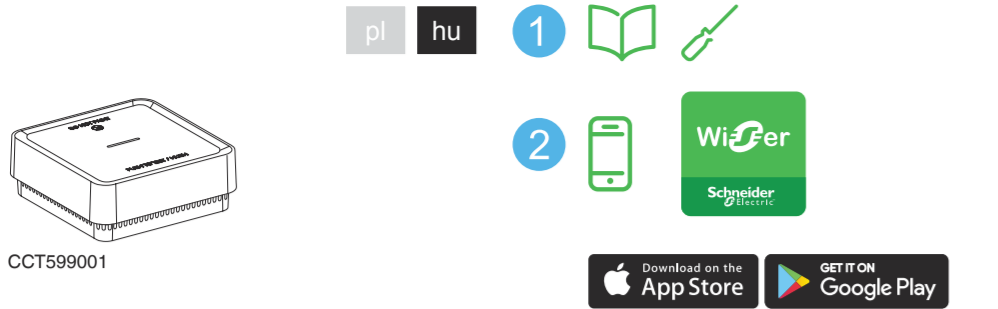 pl hu 1
2
Wiser
Schneider
Electric
CCT599001
Download on the
App Store
GET IT ON
Google Play